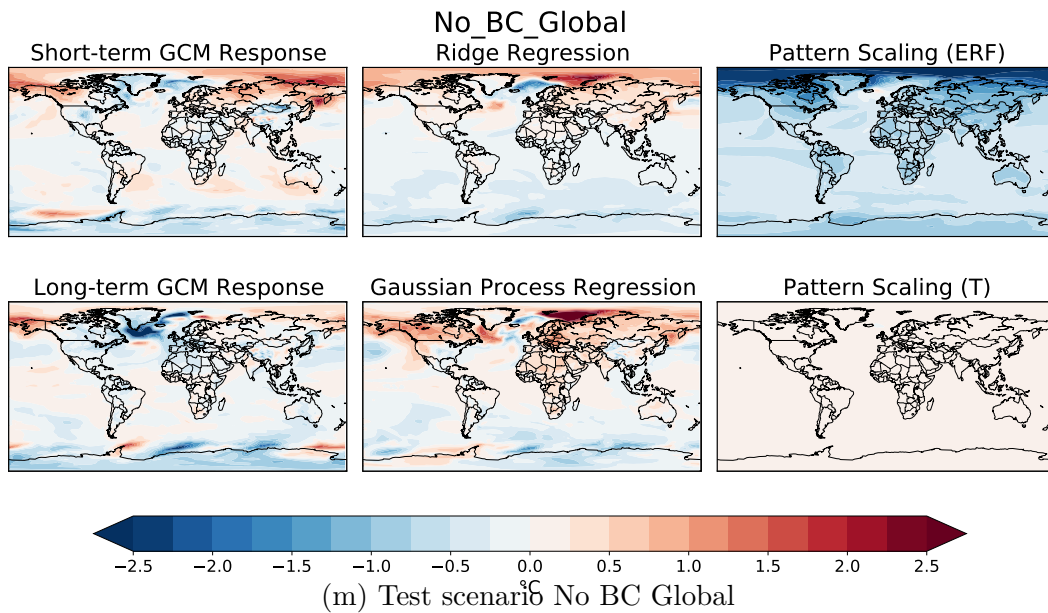 No_BC_Global
Short-term GCM Response
Ridge Regression
Pattern Scaling (ERF)
Long-term GCM Response
Gaussian Process Regression
Pattern Scaling (T)
−2.5 −2.0 −1.5 −1.0 −0.5 0.0 0.5 1.0 1.5 2.0 2.5
°C
(m) Test scenario No BC Global